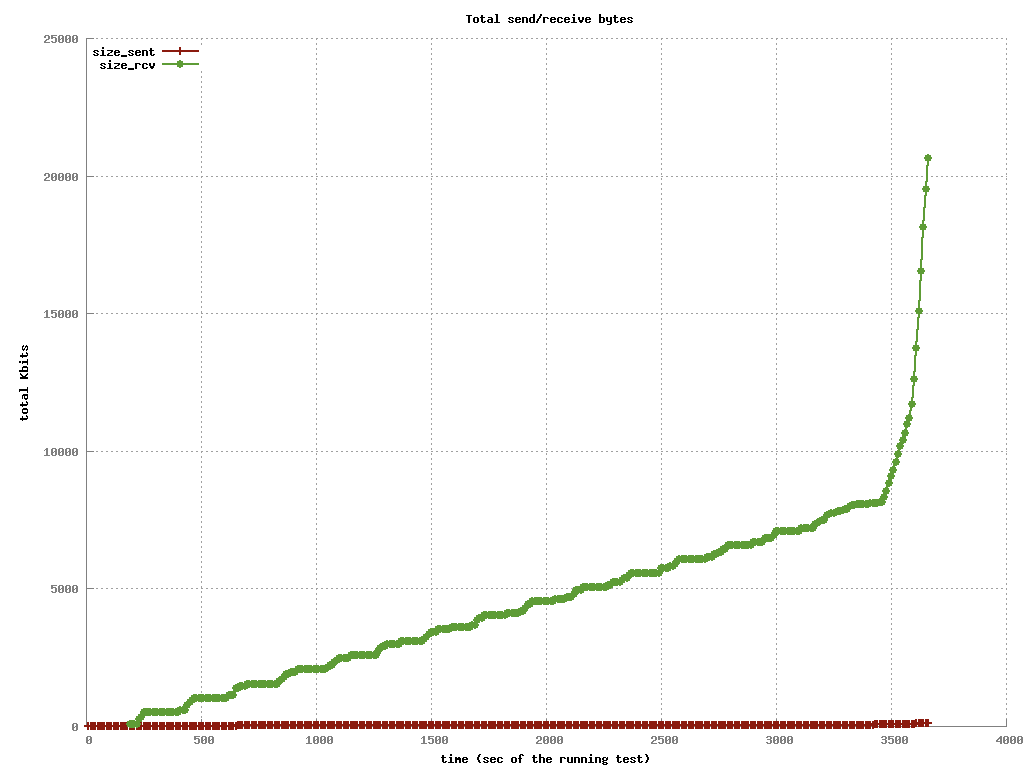 Total send/receive bytes
25000
size_sent
size_rcv
20000
15000
total Kbits
10000
5000
0
0 500 1000 1500 2000 2500 3000 3500 4000
time (sec of the running test)